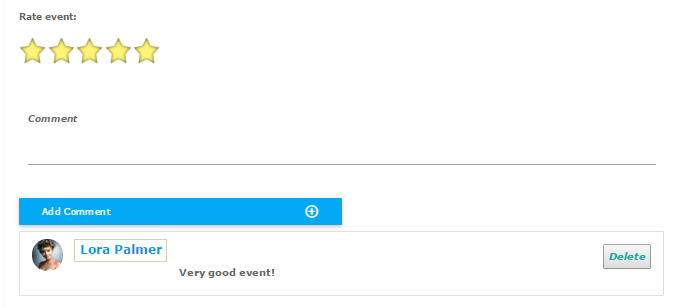 Rate event:
Comment
Add Comment
Lora Palmer
Very good event!
Delete